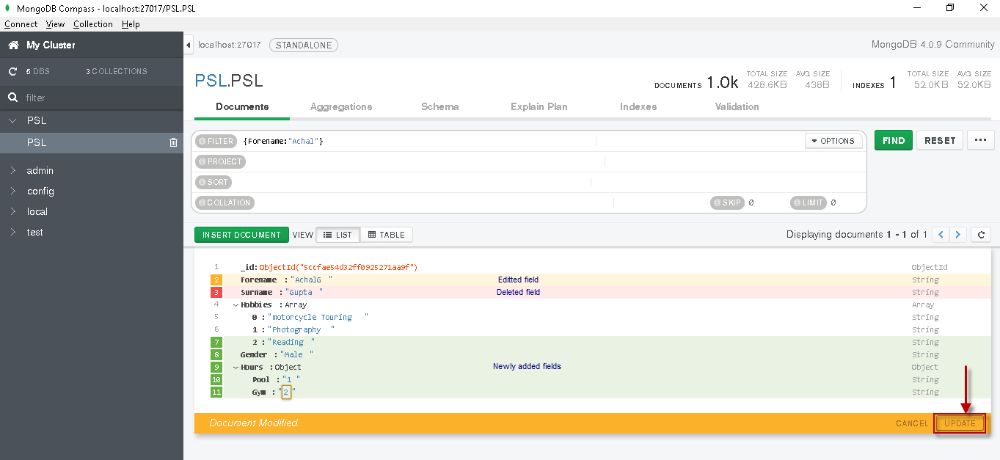 MongoDB Compass - localhost:27017/PSL.PSL
Connect View Collection Help
My Cluster
localhost:27017 STANDALONE MongoDB 4.0.9 Community
5 DBS 3 COLLECTIONS
filter
PSL.PSL
DOCUMENTS 1.0k TOTAL SIZE 428.6KB AVG. SIZE 438B INDEXES 1 TOTAL SIZE 52.0KB AVG. SIZE 52.0KB
Documents Aggregations Schema Explain Plan Indexes Validation
PSL
PSL
admin
config
local
test
FILTER {Forename:"Achal"} OPTIONS FIND RESET ...
PROJECT
SORT
COLLATION SKIP 0 LIMIT 0
INSERT DOCUMENT VIEW LIST TABLE Displaying documents 1 - 1 of 1
1 _id:ObjectId("5ccfae54d32ff0925271aa9f") ObjectId
2 Forename :"AchalG " Editted field String
3 Surname :"Gupta " Deleted field String
4 Hobbies :Array Array
5 0 :"motorcycle Touring " String
6 1 :"Photography " String
7 2 :"Reading " String
8 Gender :"Male " String
9 Hours :Object Newly added fields Object
10 Pool :"1 " String
11 Gym :"2" String
Document Modified. CANCEL UPDATE